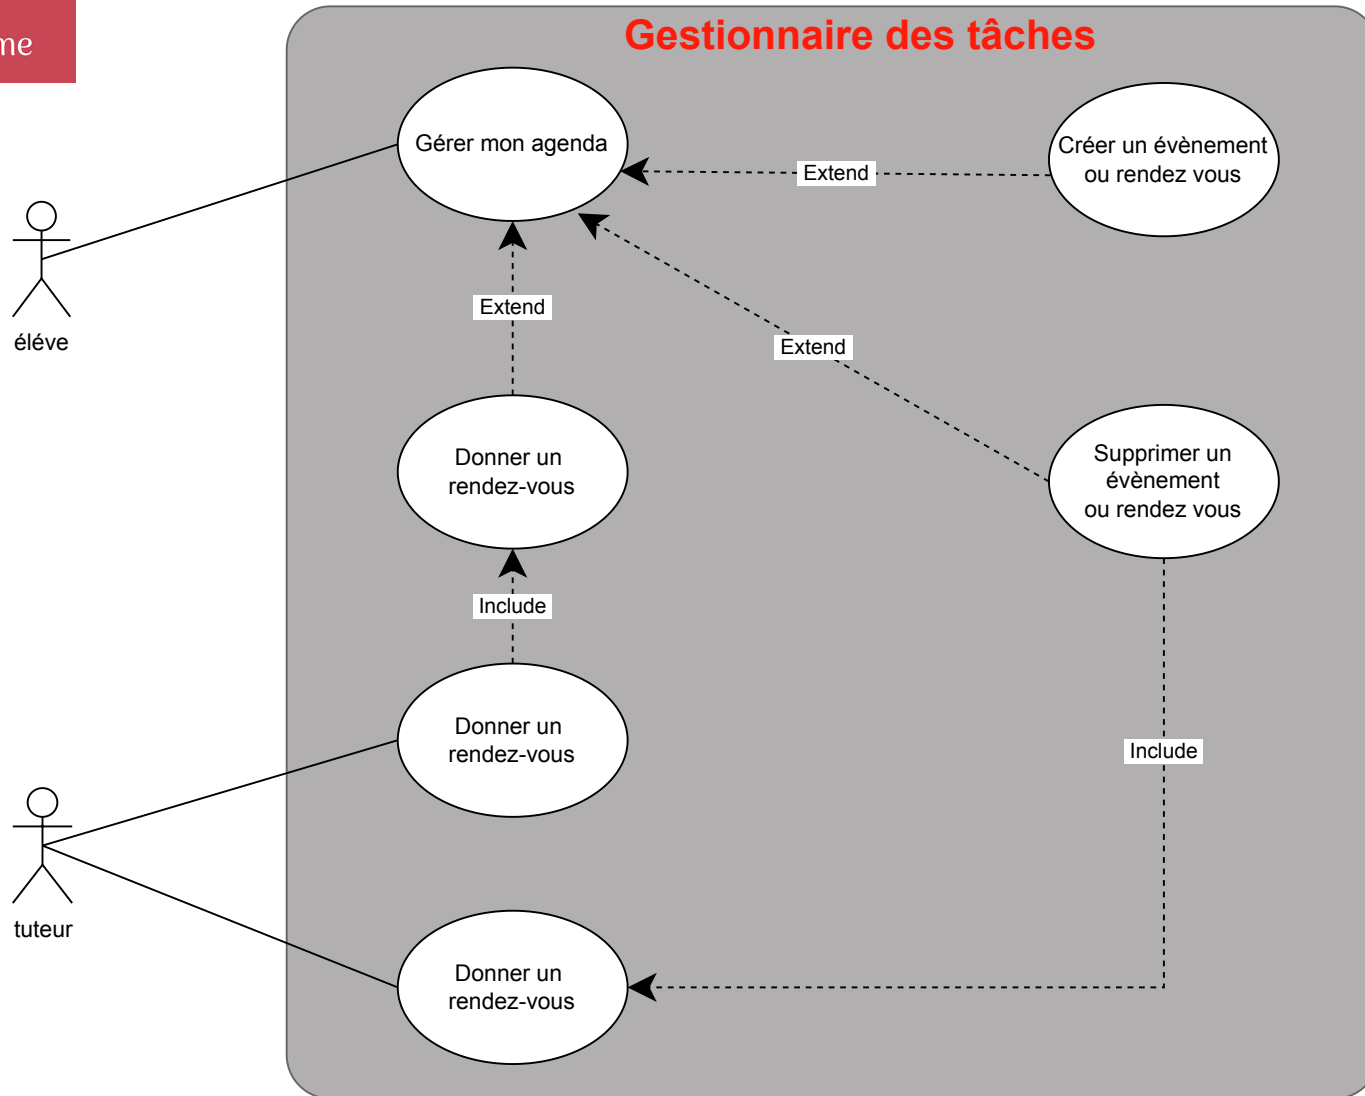 me
Gestionnaire des tâches
Gérer mon agenda
Créer un évènement
ou rendez vous
Extend
Extend
Extend
éléve
Donner un
rendez-vous
Supprimer un
évènement
ou rendez vous
Include
Donner un
rendez-vous
Include
tuteur
Donner un
rendez-vous